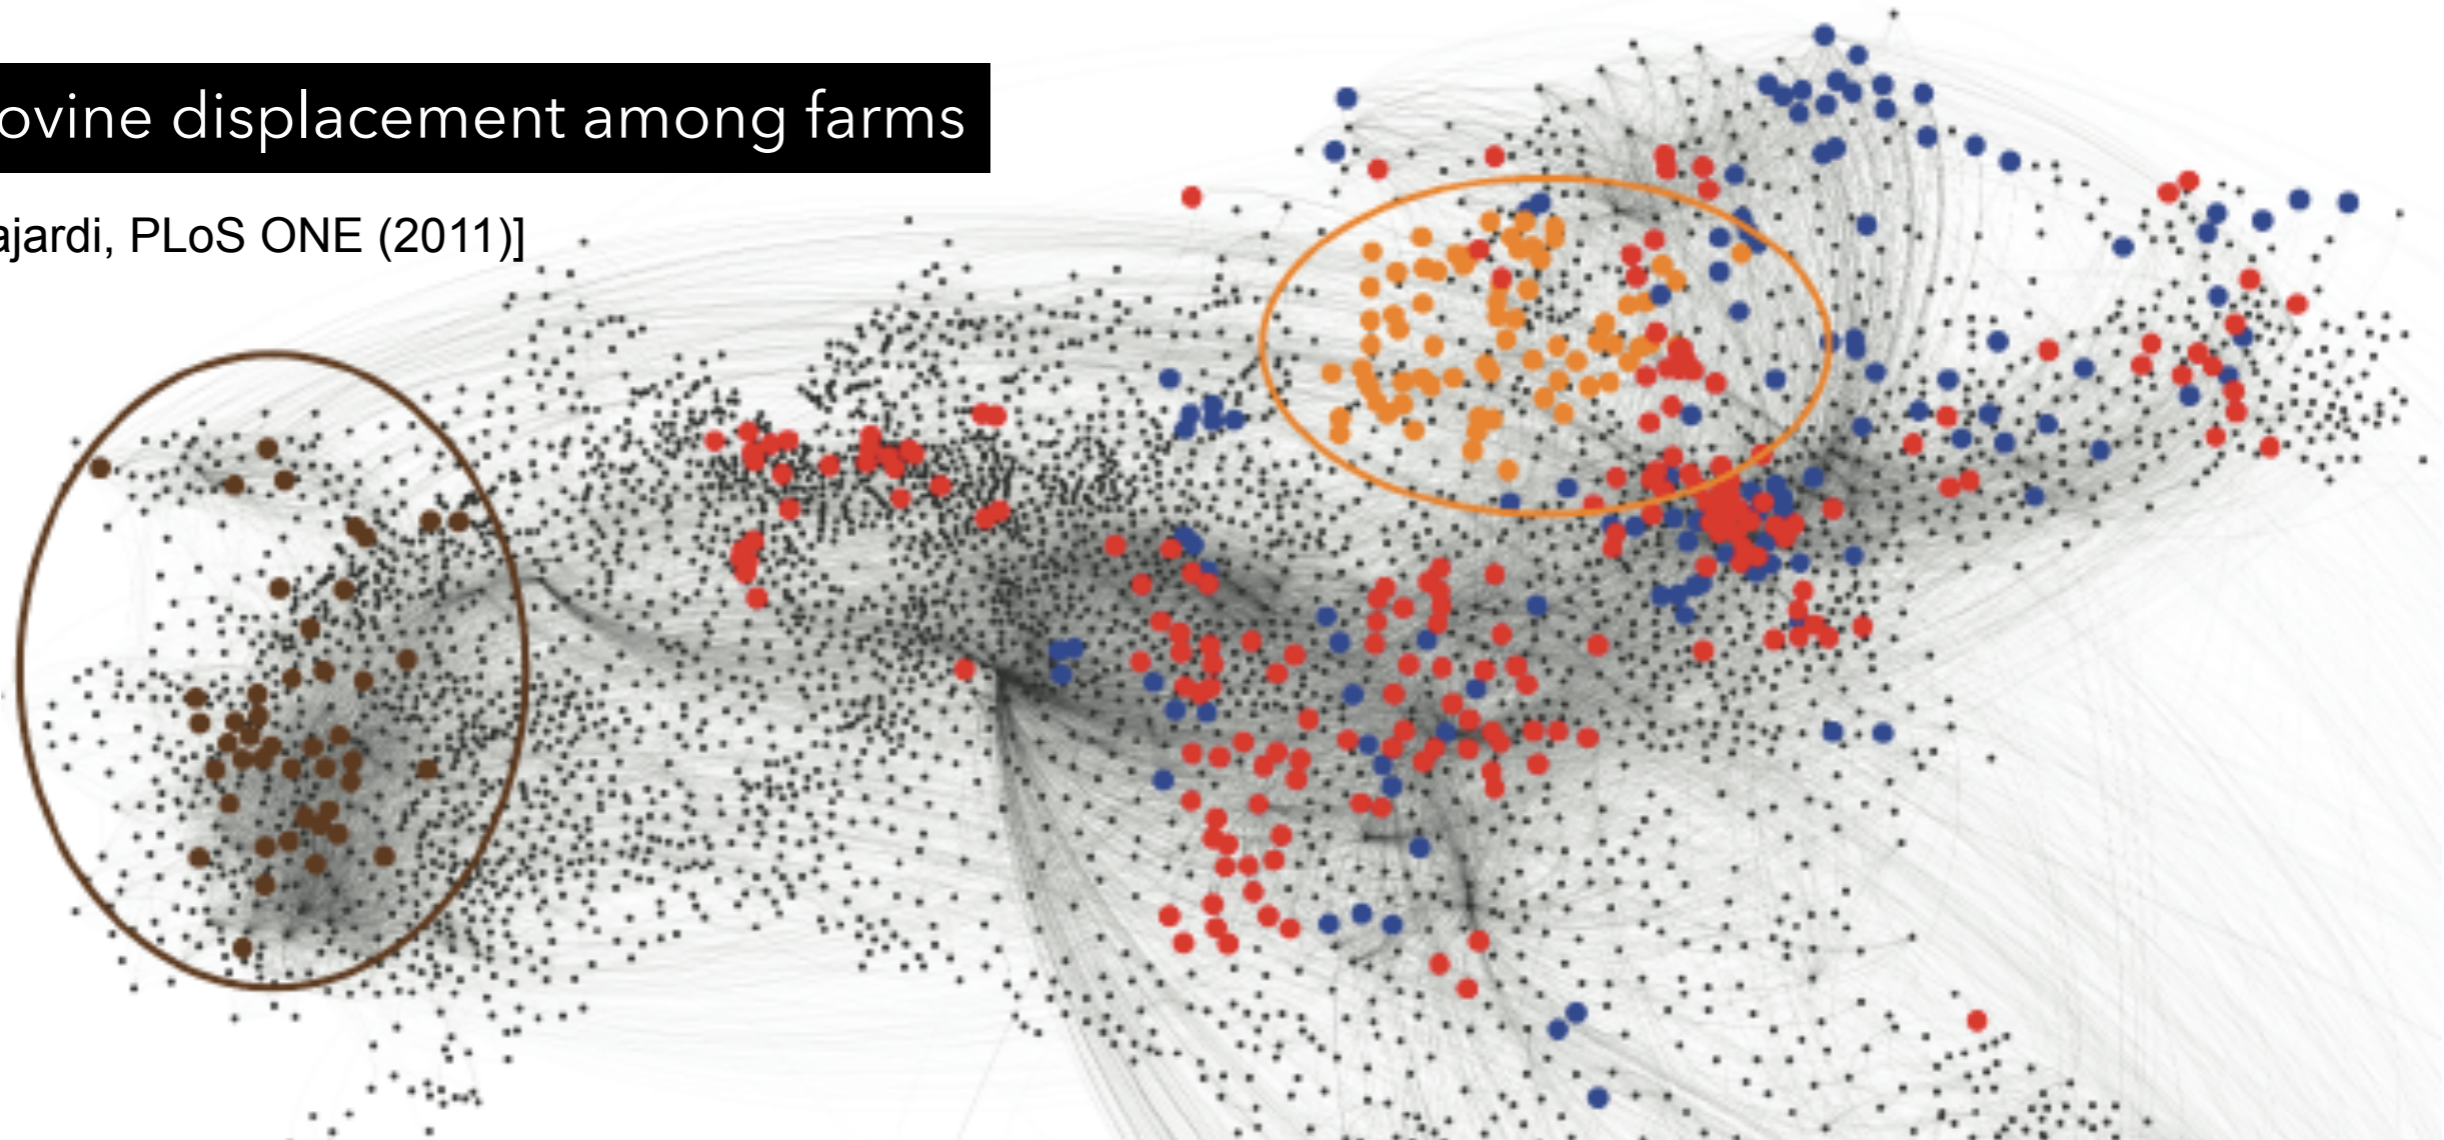 ovine displacement among farms
ajardi, PLoS ONE (2011)]